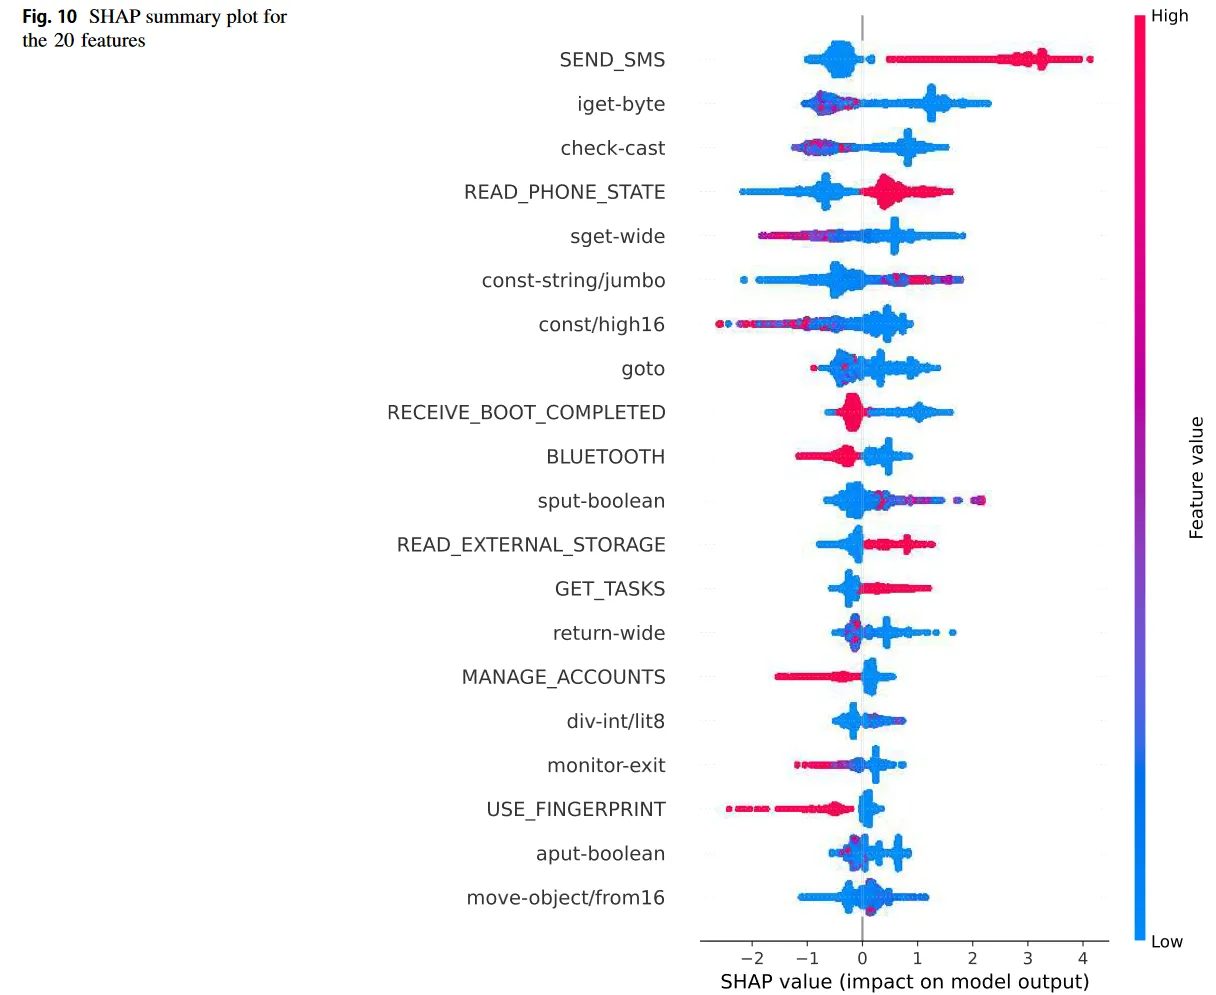 Fig. 10 SHAP summary plot for
the 20 features
High
SEND_SMS
iget-byte
check-cast
READ_PHONE_STATE
sget-wide
const-string/jumbo
const/high16
goto
RECEIVE_BOOT_COMPLETED
BLUETOOTH
sput-boolean
READ_EXTERNAL_STORAGE
GET_TASKS
return-wide
MANAGE_ACCOUNTS
div-int/lit8
monitor-exit
USE_FINGERPRINT
aput-boolean
move-object/from16
Feature value
Low
−2 −1 0 1 2 3 4
SHAP value (impact on model output)